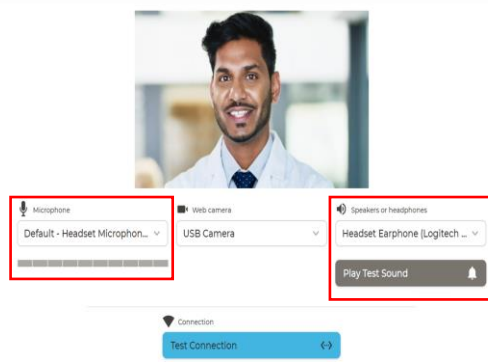 Microphone
Web camera
Speakers or headphones
Default - Headset Microphon...
USB Camera
Headset Earphone (Logitech ...
Play Test Sound
Connection
Test Connection